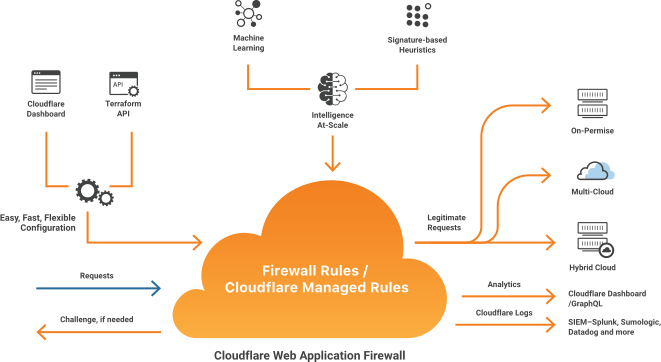 Machine
Learning
Signature-based
Heuristics
Cloudflare
Dashboard
API
Terraform
API
Intelligence
At-Scale
On-Permise
Multi-Cloud
Easy, Fast, Flexible
Configuration
Legitimate
Requests
Hybrid Cloud
Firewall Rules /
Cloudflare Managed Rules
Requests
Challenge, if needed
Analytics
Cloudflare Dashboard
/GraphQL
Cloudflare Logs
SIEM–Splunk, Sumologic,
Datadog and more
Cloudflare Web Application Firewall